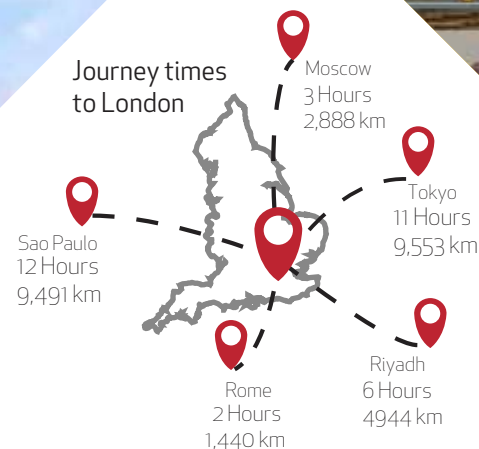 Journey times
to London
Moscow
3 Hours
2,888 km
Tokyo
11 Hours
9,553 km
Sao Paulo
12 Hours
9,491 km
Riyadh
6 Hours
4944 km
Rome
2 Hours
1,440 km